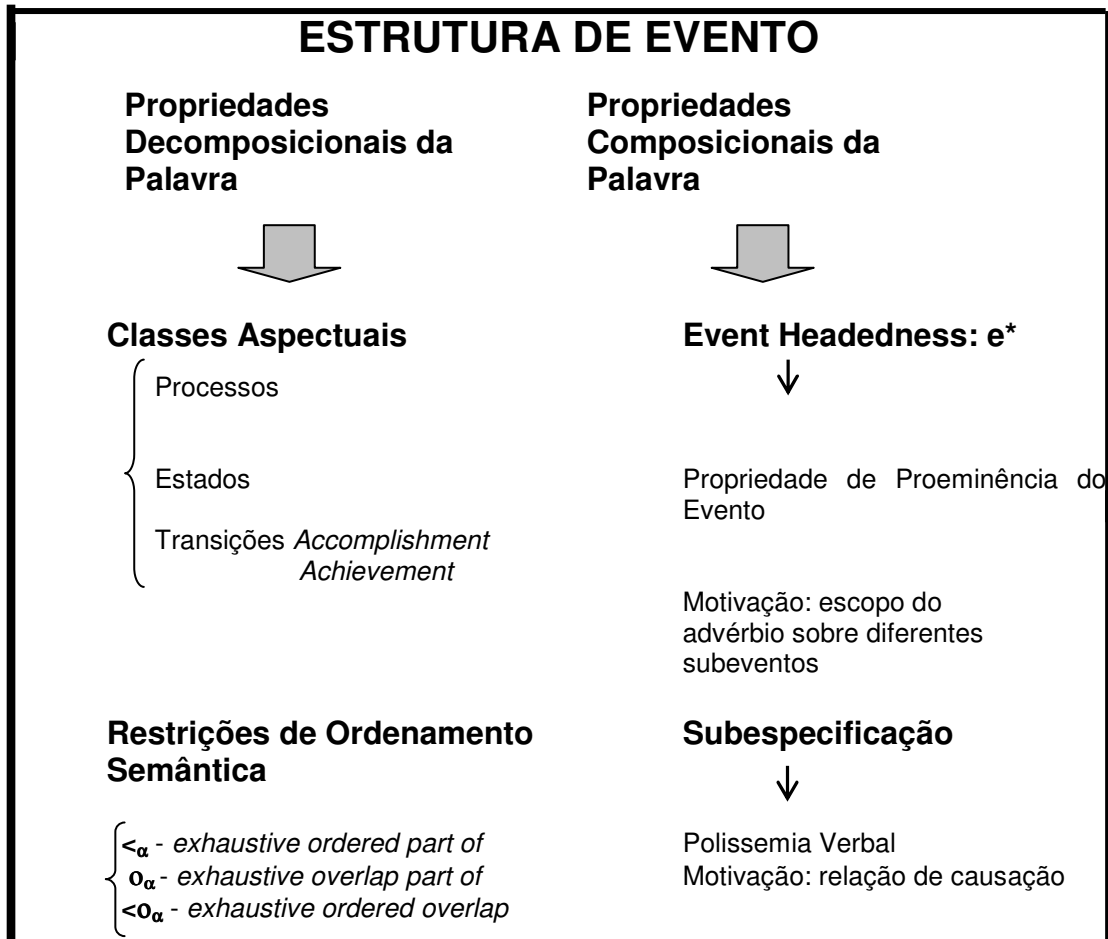 ESTRUTURA DE EVENTO
Propriedades
Decomposicionais da
Palavra
Propriedades
Composicionais da
Palavra
Classes Aspectuais
Processos
Estados
Transições Accomplishment
Achievement
Event Headedness: e*
Propriedade de Proeminência do
Evento
Motivação: escopo do
advérbio sobre diferentes
subeventos
Restrições de Ordenamento
Semântica
<α - exhaustive ordered part of
oα - exhaustive overlap part of
<oα - exhaustive ordered overlap
Subespecificação
Polissemia Verbal
Motivação: relação de causação